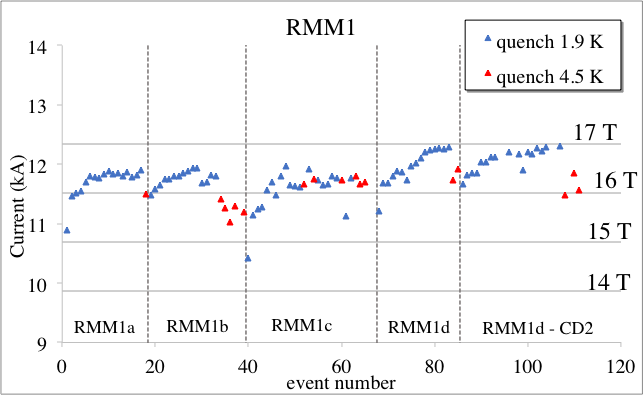 RMM1
quench 1.9 K
quench 4.5 K
14
13
12
11
10
9
Current (kA)
17 T
16 T
15 T
14 T
RMM1a
RMM1b
RMM1c
RMM1d
RMM1d - CD2
0
20
40
60
80
100
120
event number